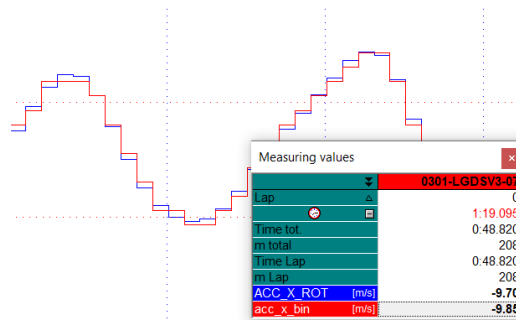 Measuring values ×
0301-LGDSV3-07
Lap 0
1:19.095
Time tot. 0:48.820
m total 208
Time Lap 0:48.820
m Lap 208
ACC_X_ROT [m/s] -9.70
acc_x_bin [m/s] -9.85